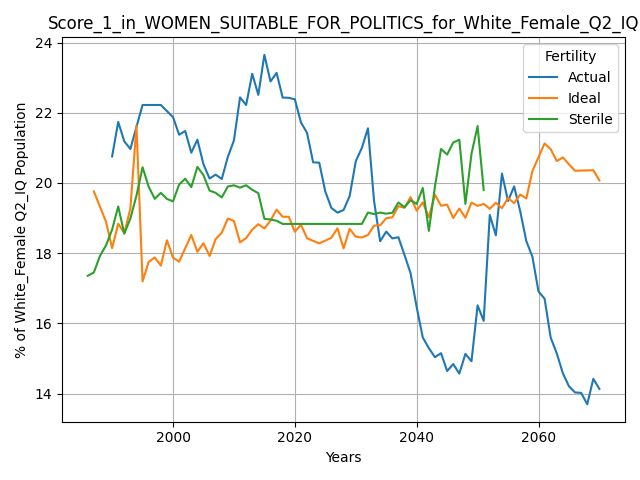 Score_1_in_WOMEN_SUITABLE_FOR_POLITICS_for_White_Female_Q2_IQ
Fertility
Actual
Ideal
Sterile
% of White_Female Q2_IQ Population
24
22
20
18
16
14
2000
2020
2040
2060
Years